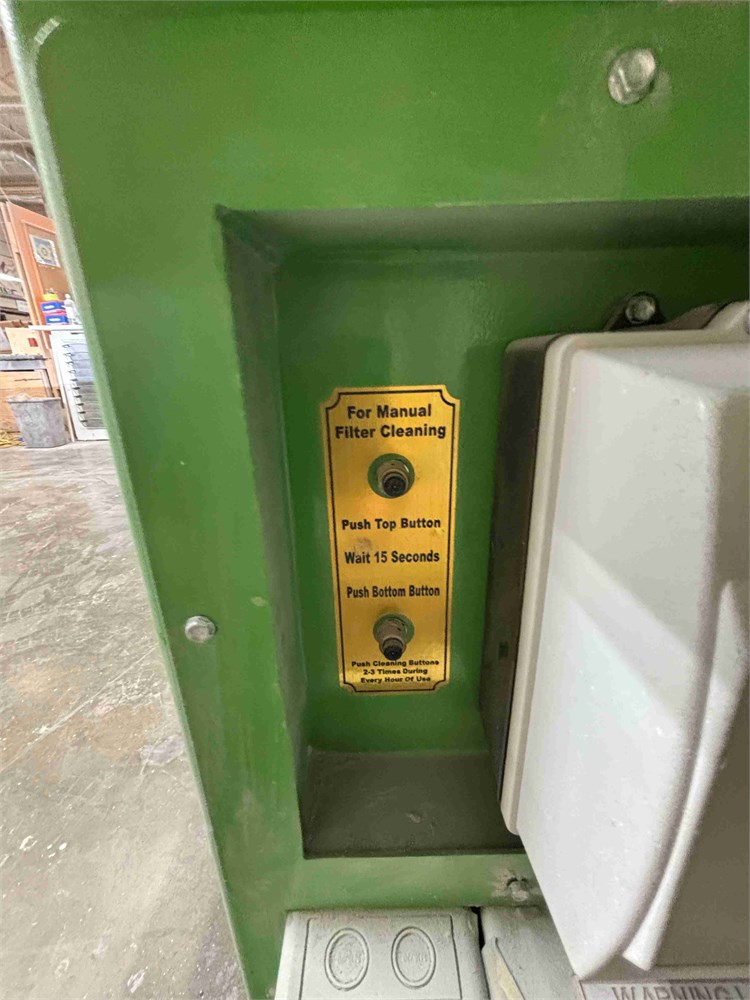 For Manual
Filter Cleaning
Push Top Button
Wait 15 Seconds
Push Bottom Button
Push Cleaning Buttons
2-3 Times During
Every Hour Of Use
WARNING!